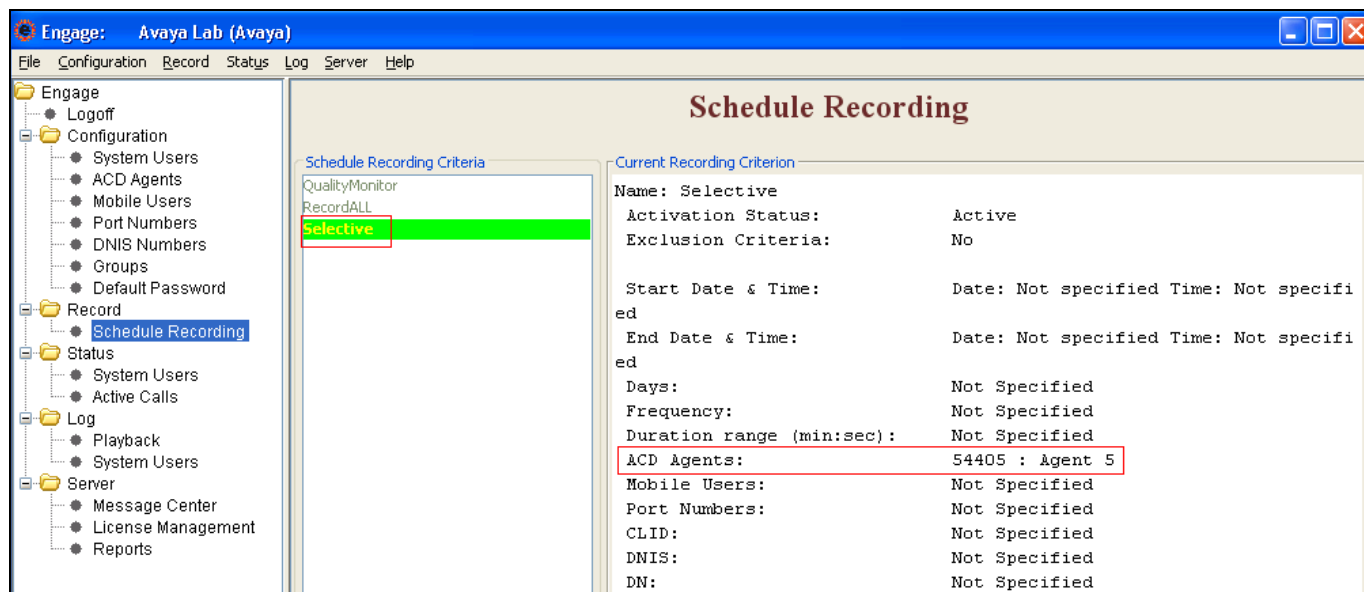 Engage: Avaya Lab (Avaya)
File Configuration Record Status Log Server Help
Engage
Logoff
Configuration
System Users
ACD Agents
Mobile Users
Port Numbers
DNIS Numbers
Groups
Default Password
Record
Schedule Recording
Status
System Users
Active Calls
Log
Playback
System Users
Server
Message Center
License Management
Reports
Schedule Recording
Schedule Recording Criteria
QualityMonitor
RecordALL
Selective
Current Recording Criterion
Name: Selective
Activation Status: Active
Exclusion Criteria: No
Start Date & Time: Date: Not specified Time: Not specifi
ed
End Date & Time: Date: Not specified Time: Not specifi
ed
Days: Not Specified
Frequency: Not Specified
Duration range (min:sec): Not Specified
ACD Agents: 54405 : Agent 5
Mobile Users: Not Specified
Port Numbers: Not Specified
CLID: Not Specified
DNIS: Not Specified
DN: Not Specified